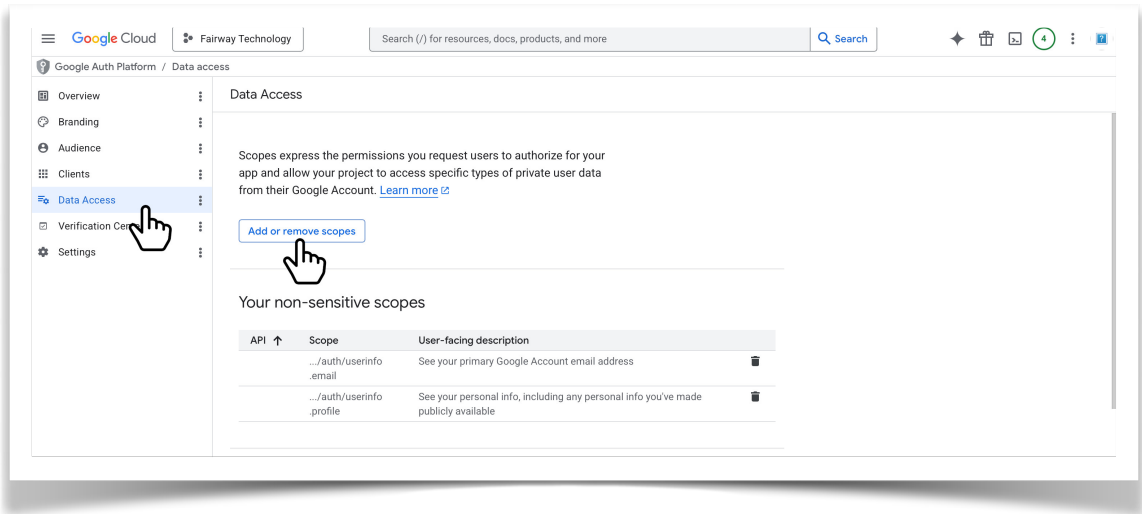 Google Cloud
Fairway Technology
Search (/) for resources, docs, products, and more
Search
4
?
Google Auth Platform / Data access
Overview
Branding
Audience
Clients
Data Access
Verification
Settings
Data Access
Scopes express the permissions you request users to authorize for your
app and allow your project to access specific types of private user data
from their Google Account. Learn more
Add or remove scopes
Your non-sensitive scopes
API Scope User-facing description
.../auth/userinfo See your primary Google Account email address
.email
.../auth/userinfo See your personal info, including any personal info you've made
.profile publicly available